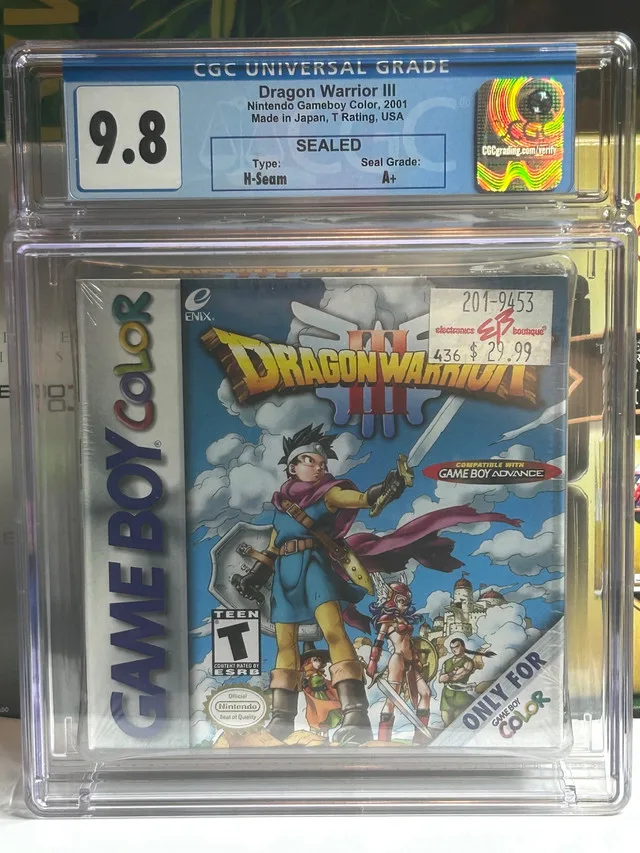 CGC UNIVERSAL GRADE
9.8
Dragon Warrior III
Nintendo Gameboy Color, 2001
Made in Japan, T Rating, USA
SEALED
Type: Seal Grade:
H-Seam A+
CGC
CGCgrading.com/verify
GAME BOY COLOR
ENIX
201-9453
electronics EB boutique
436 $ 29.99
DRAGON WARRIOR
III
COMPATIBLE WITH
GAME BOY ADVANCE
TEEN
T
CONTENT RATED BY
ESRB
Official
Nintendo
Seal of Quality
ONLY FOR
GAME BOY
COLOR